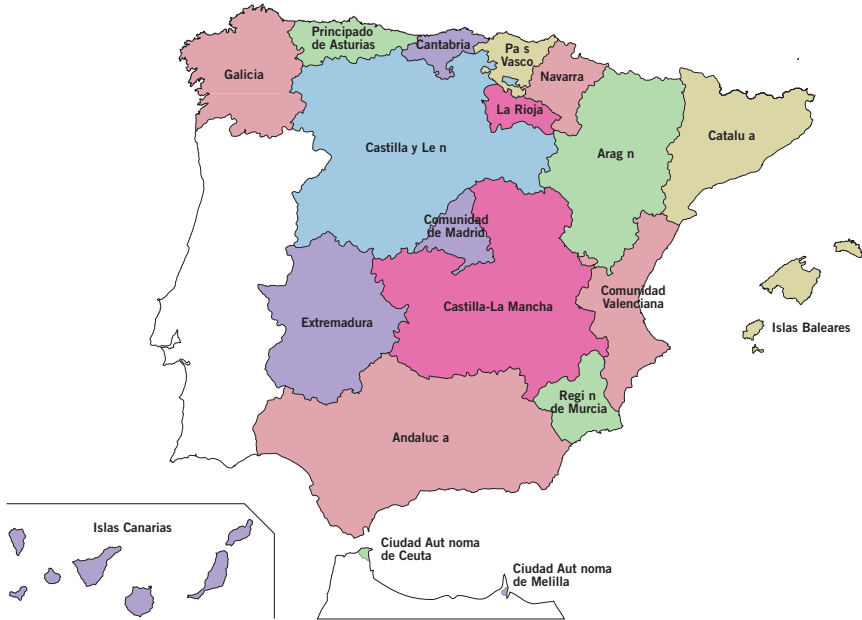 Principado
de Asturias
Cantabria
Pa s
Vasco
Galicia
Navarra
La Rioja
Catalu a
Castilla y Le n
Arag n
Comunidad
de Madrid
Comunidad
Valenciana
Extremadura
Castilla-La Mancha
Islas Baleares
Regi n
de Murcia
Andaluc a
Islas Canarias
Ciudad Aut noma
de Ceuta
Ciudad Aut noma
de Melilla